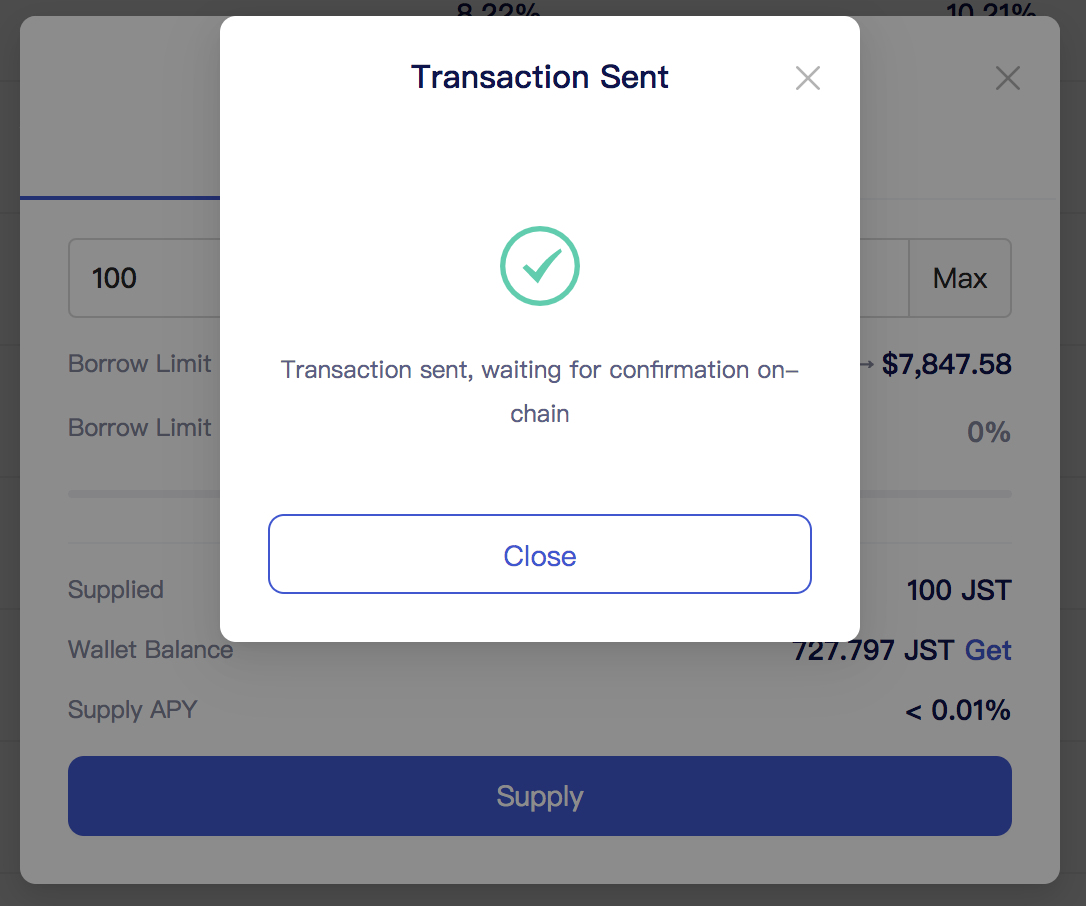 8.22% 10.21%
Transaction Sent
100 Max
Borrow Limit → $7,847.58
Transaction sent, waiting for confirmation on-
chain
Borrow Limit 0%
Close
Supplied 100 JST
Wallet Balance 727.797 JST Get
Supply APY < 0.01%
Supply